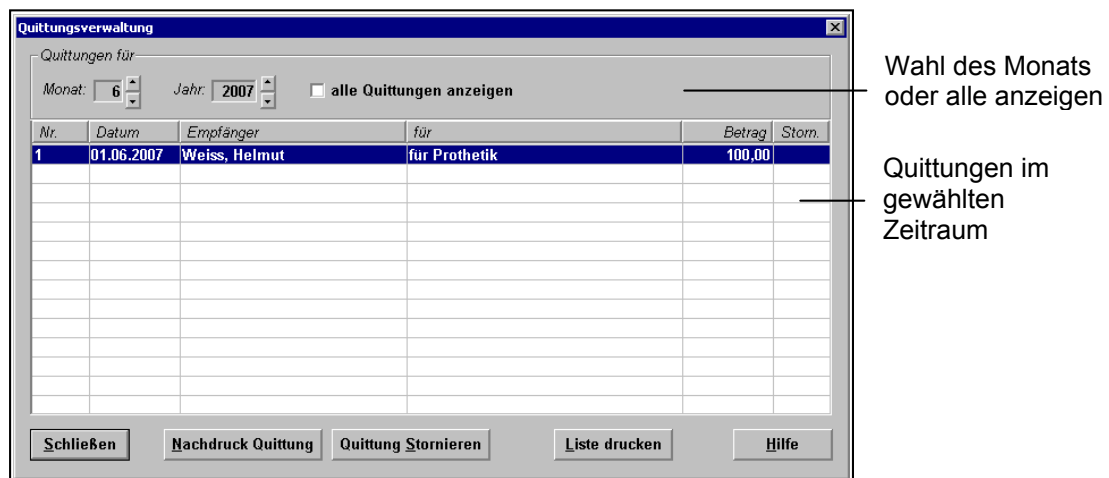 Quittungsverwaltung
Quittungen für
Monat: 6 Jahr: 2007 alle Quittungen anzeigen
Nr. Datum Empfänger für Betrag Storn.
1 01.06.2007 Weiss, Helmut für Prothetik 100,00
Schließen Nachdruck Quittung Quittung Stornieren Liste drucken Hilfe
Wahl des Monats
oder alle anzeigen
Quittungen im
gewählten
Zeitraum